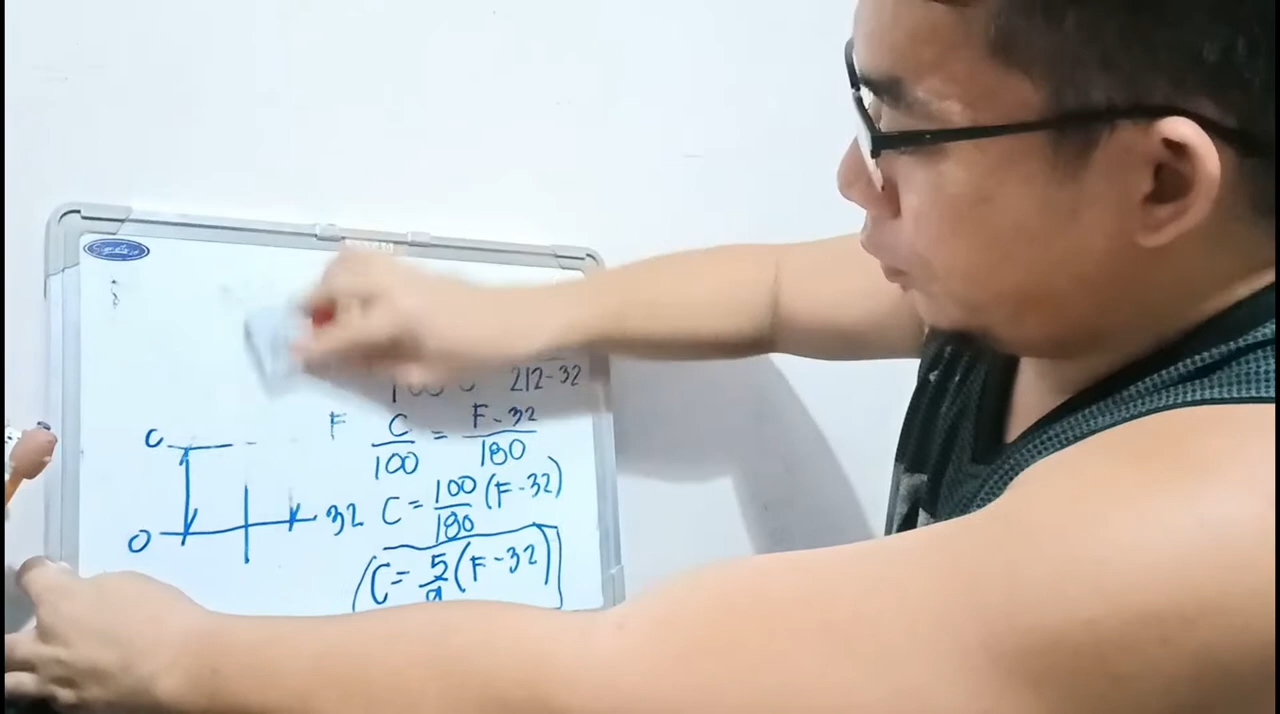 212-32
F C/100 = F-32/180
C
0 32 C = 100/180 (F-32)
C = 5/9 (F-32)